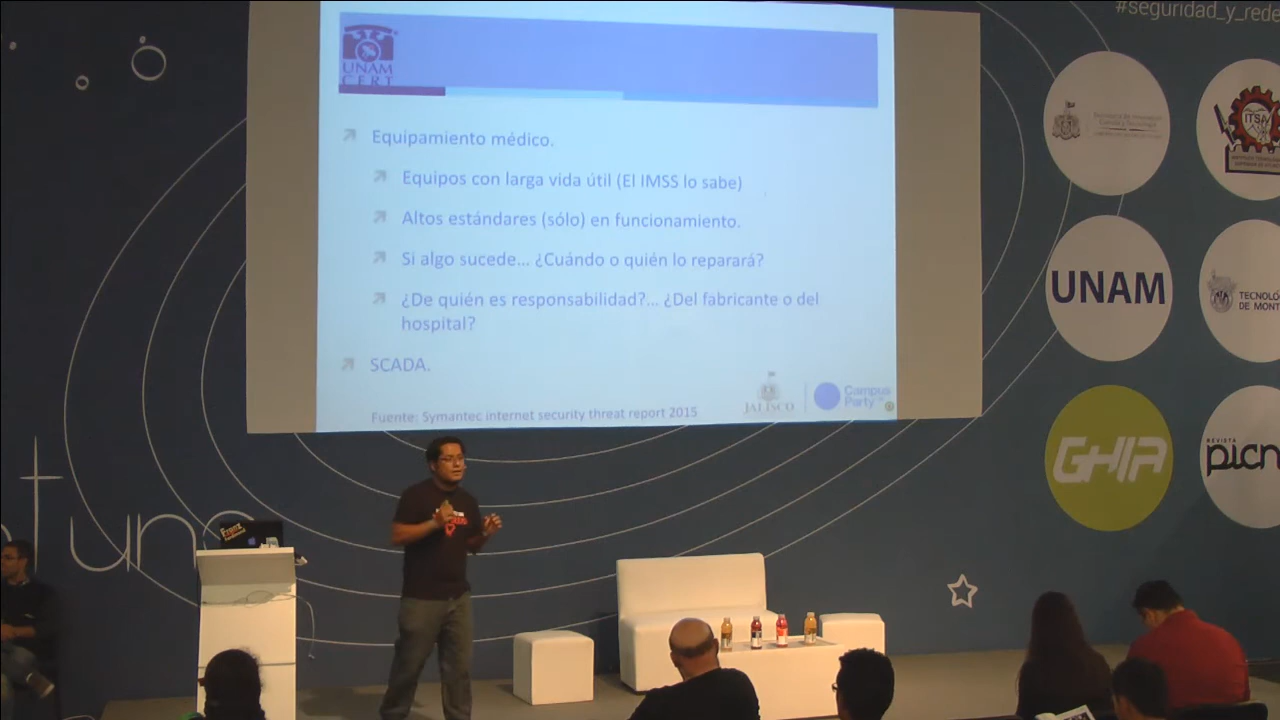 #seguridad_y_rede
UNAM
CERT
Equipamiento médico.
Equipos con larga vida útil (El IMSS lo sabe)
Altos estándares (sólo) en funcionamiento.
Si algo sucede... ¿Cuándo o quién lo reparará?
¿De quién es responsabilidad?... ¿Del fabricante o del
hospital?
SCADA.
Fuente: Symantec internet security threat report 2015
JALISCO
Campus
Party
ITSA
UNAM
TECNOLÓ
DE MONT
GHIA
REVISTA
picn
t uno